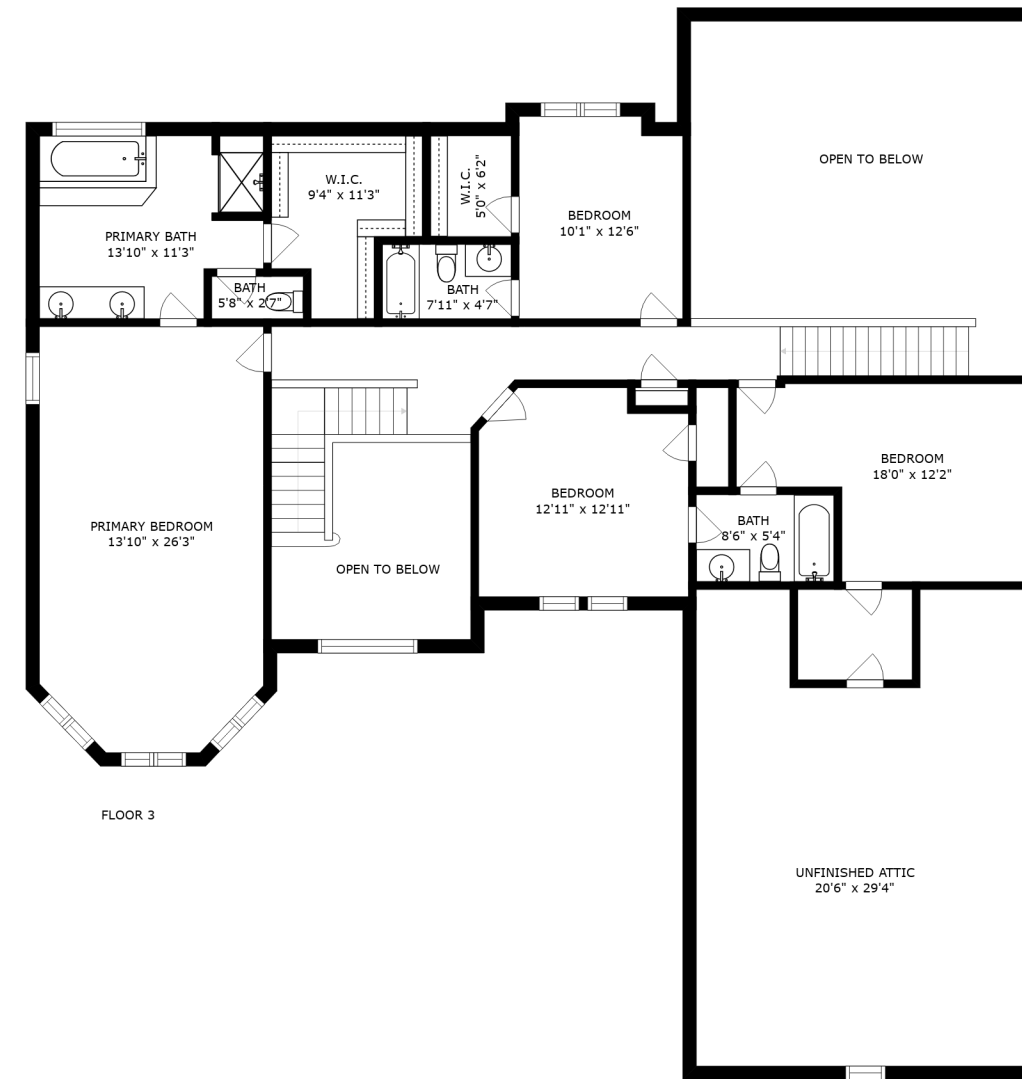 OPEN TO BELOW
W.I.C.
9'4" x 11'3"
W.I.C.
5'0" x 6'2"
BEDROOM
10'1" x 12'6"
PRIMARY BATH
13'10" x 11'3"
BATH
5'8" x 2'7"
BATH
7'11" x 4'7"
BEDROOM
18'0" x 12'2"
BEDROOM
12'11" x 12'11"
PRIMARY BEDROOM
13'10" x 26'3"
BATH
8'6" x 5'4"
OPEN TO BELOW
FLOOR 3
UNFINISHED ATTIC
20'6" x 29'4"